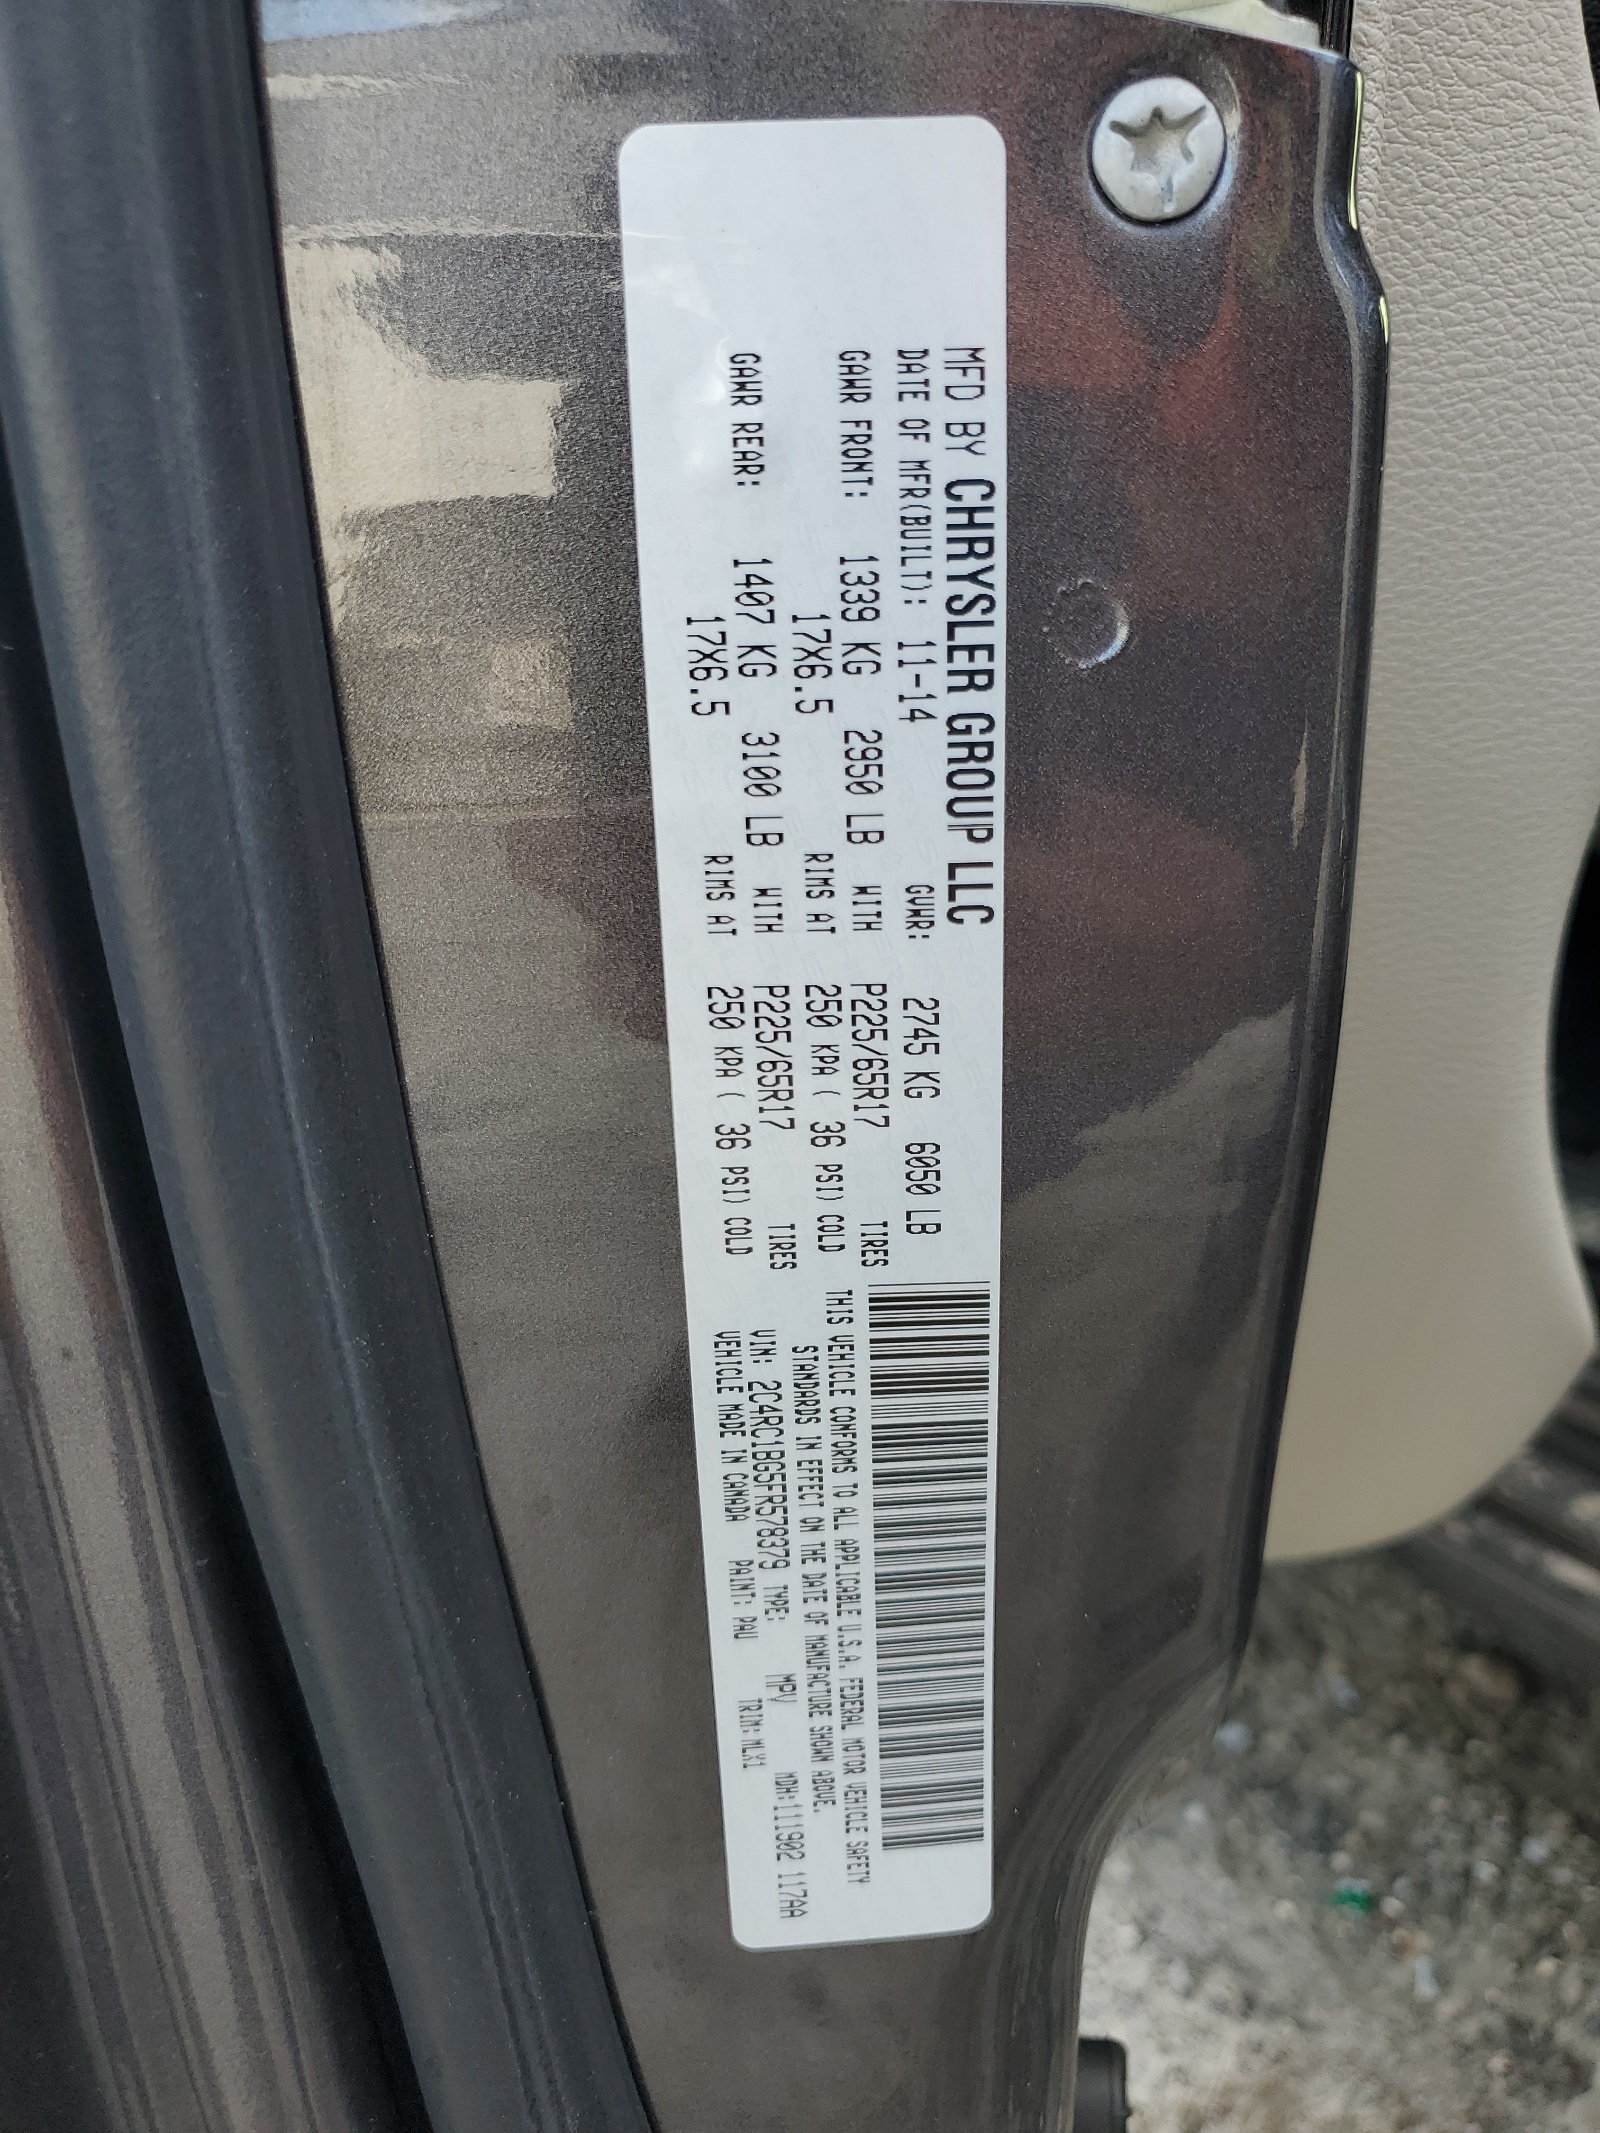 MFD BY CHRYSLER GROUP LLC
DATE OF MFR(BUILT): 11-14 GVWR: 2745 KG 6050 LB
GAWR FRONT: 1339 KG 2950 LB WITH P225/65R17 TIRES
17X6.5 RIMS AT 250 KPA( 36 PSI) COLD
GAWR REAR: 1407 KG 3100 LB WITH P225/65R17 TIRES
17X6.5 RIMS AT 250 KPA( 36 PSI) COLD
THIS VEHICLE CONFORMS TO ALL APPLICABLE U.S.A. FEDERAL MOTOR VEHICLE SAFETY
STANDARDS IN EFFECT ON THE DATE OF MANUFACTURE SHOWN ABOVE.
VIN: 2C4RC1BG5FR578379 TYPE: MPV MDH:111902 117AA
VEHICLE MADE IN CANADA PAINT: PAU TRIM:MLX1